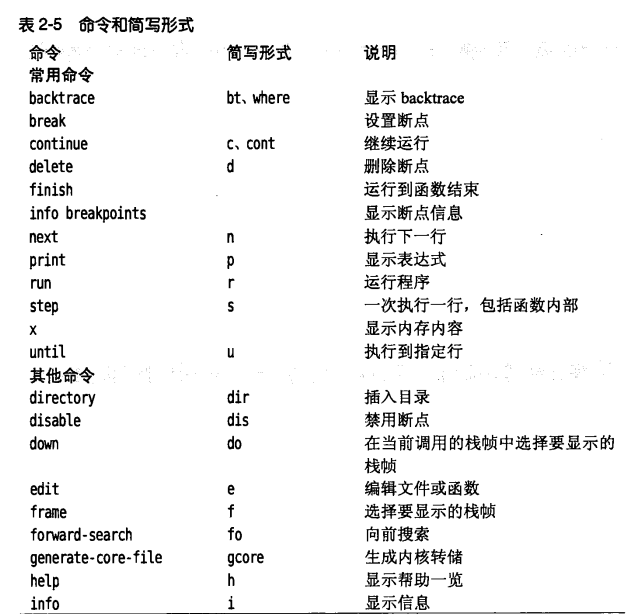 表 2-5 命令和简写形式
命令 简写形式 说明
常用命令
backtrace bt、where 显示 backtrace
break 设置断点
continue c、cont 继续运行
delete d 删除断点
finish 运行到函数结束
info breakpoints 显示断点信息
next n 执行下一行
print p 显示表达式
run r 运行程序
step s 一次执行一行，包括函数内部
x 显示内存内容
until u 执行到指定行
其他命令
directory dir 插入目录
disable dis 禁用断点
down do 在当前调用的栈帧中选择要显示的
栈帧
edit e 编辑文件或函数
frame f 选择要显示的栈帧
forward-search fo 向前搜索
generate-core-file gcore 生成内核转储
help h 显示帮助一览
info i 显示信息